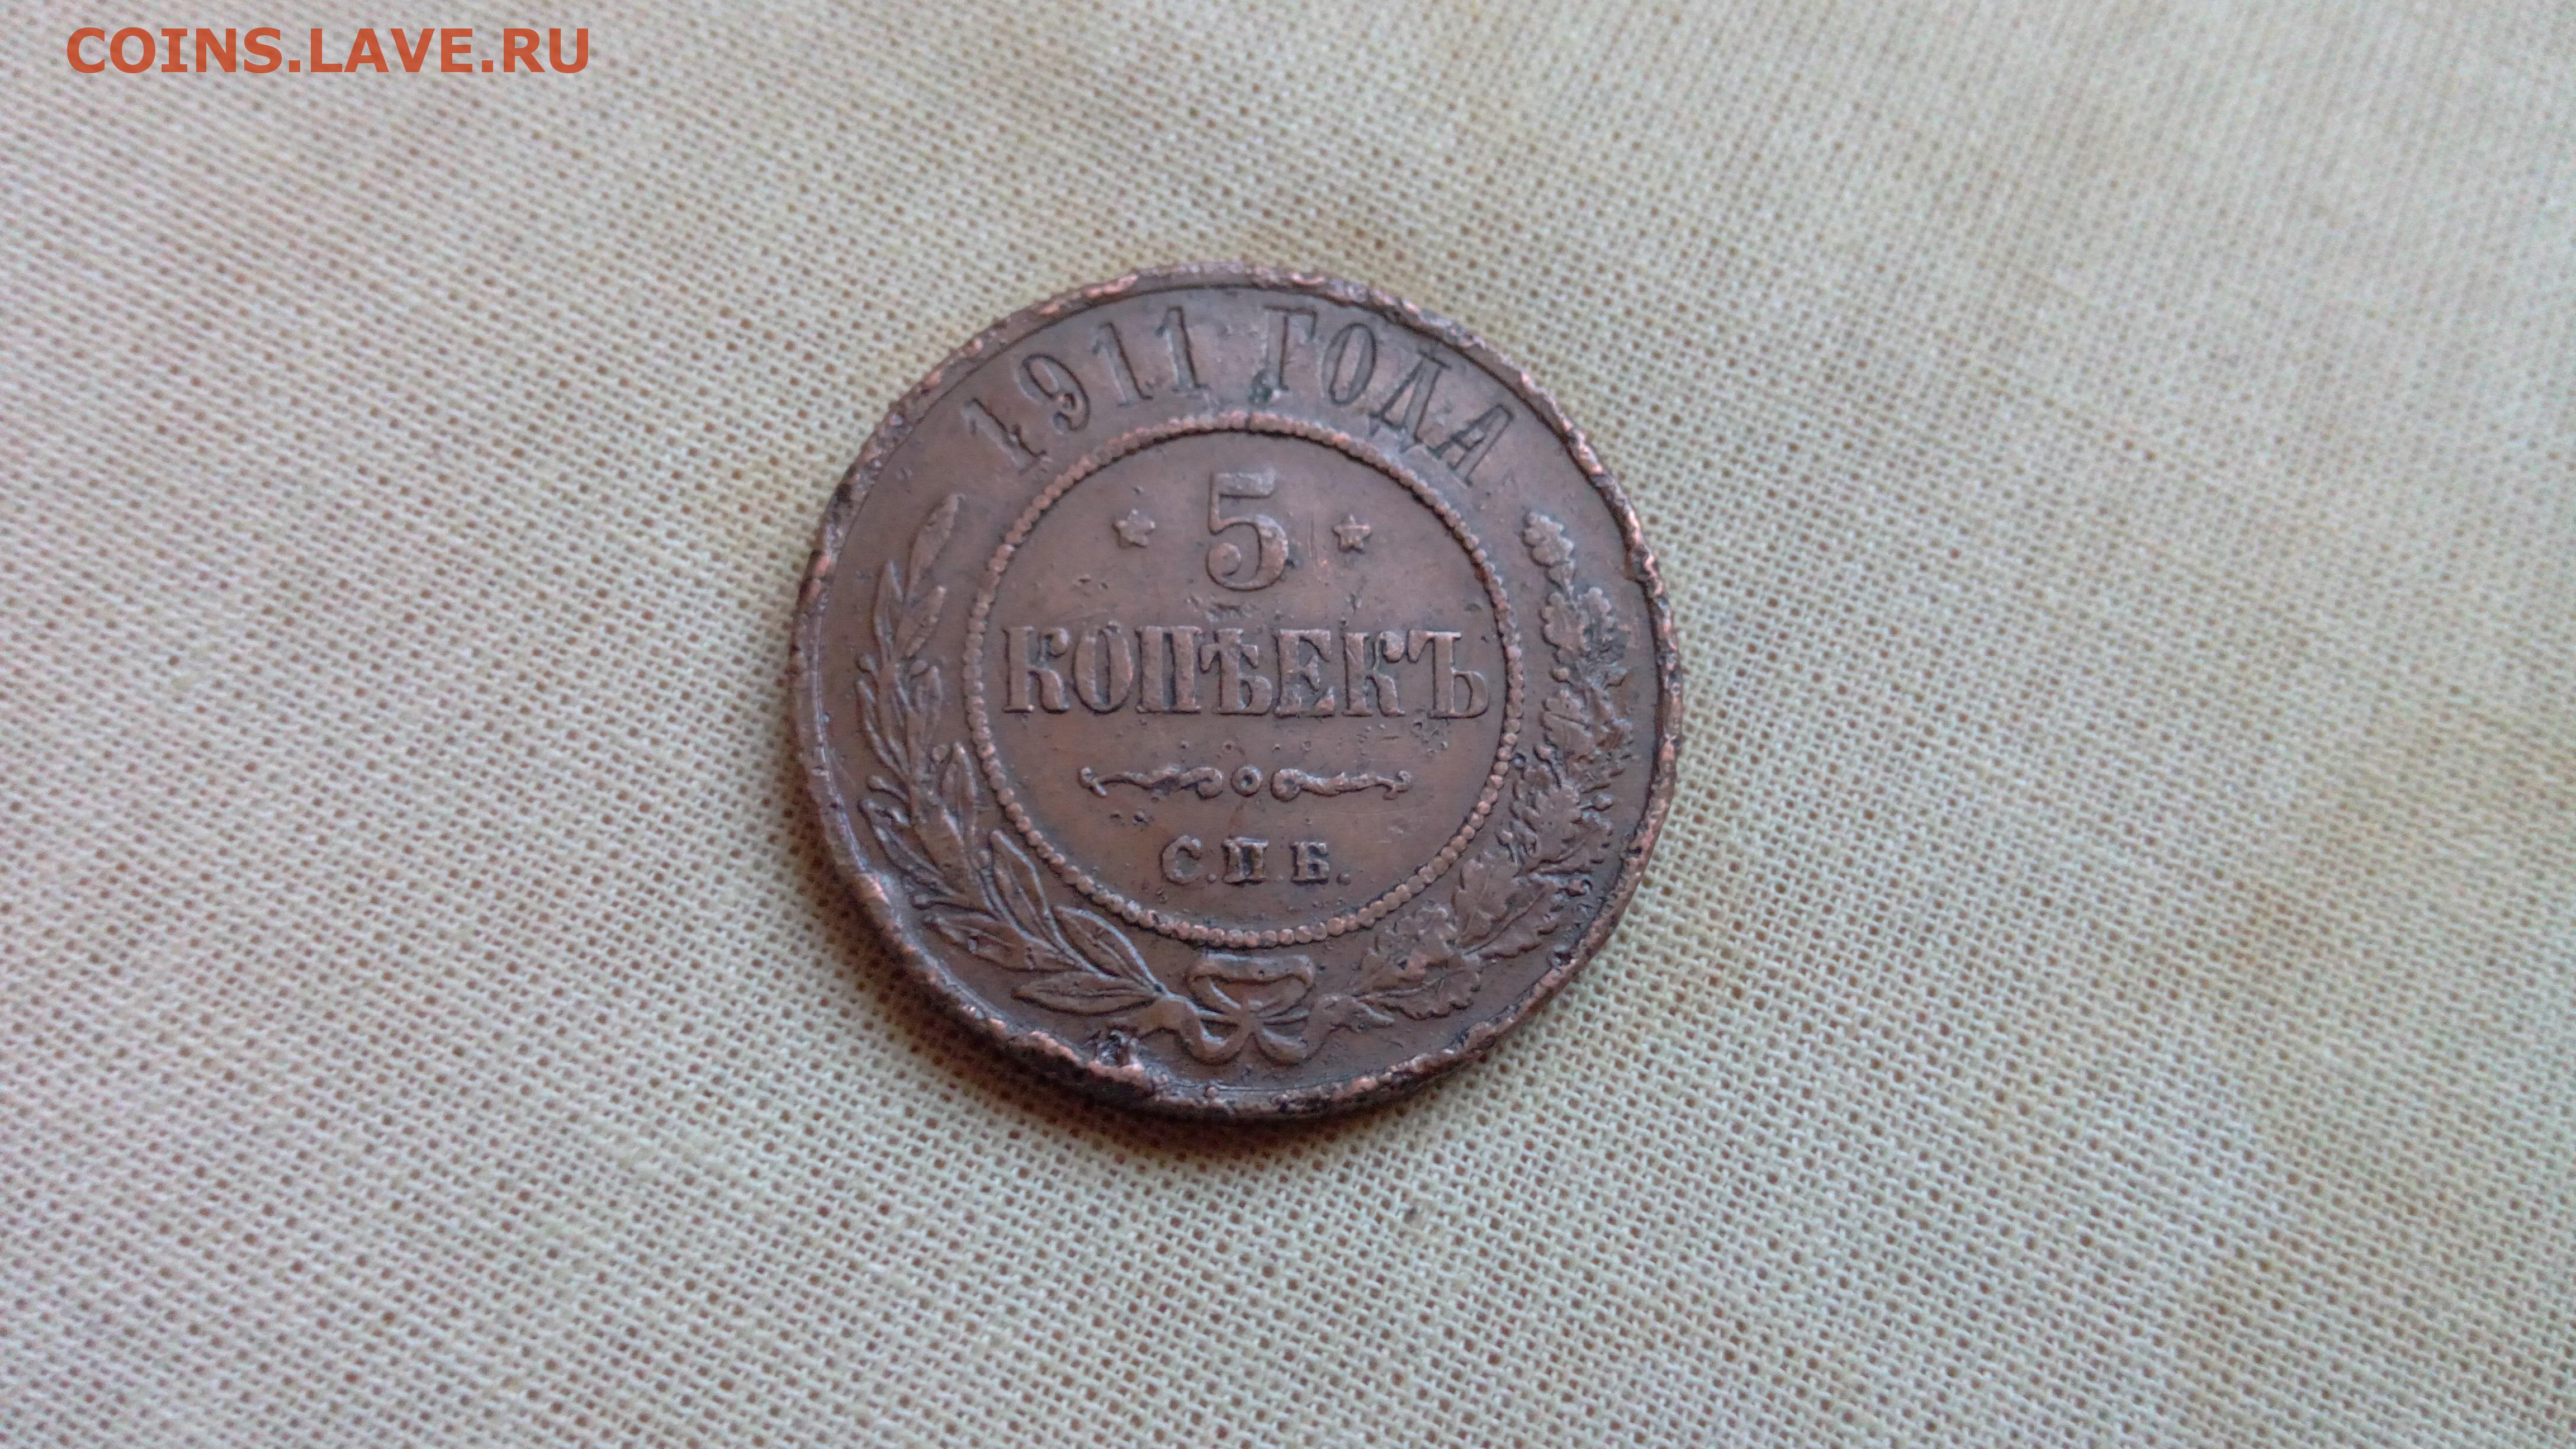 COINS.LAVE.RU
1911 ГОДА
5
КОПѢЕКЪ
С.П.Б.